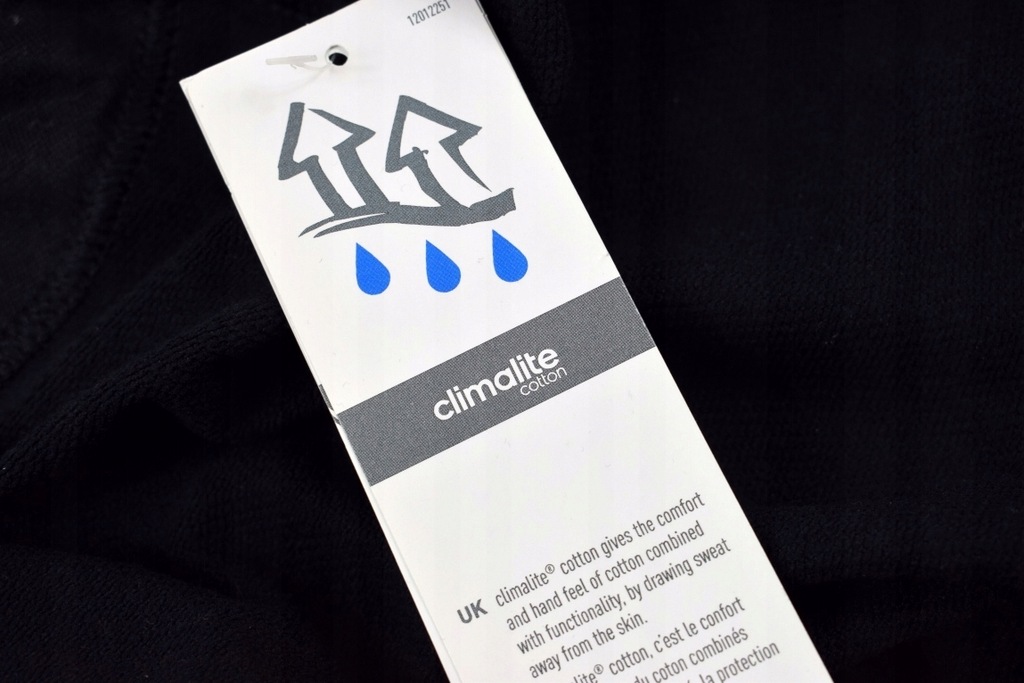 12012251
climalite
cotton
UK climalite® cotton gives the comfort
and hand feel of cotton combined
with functionality, by drawing sweat
away from the skin.
cotton, c'est le confort
du coton combinés
la protection